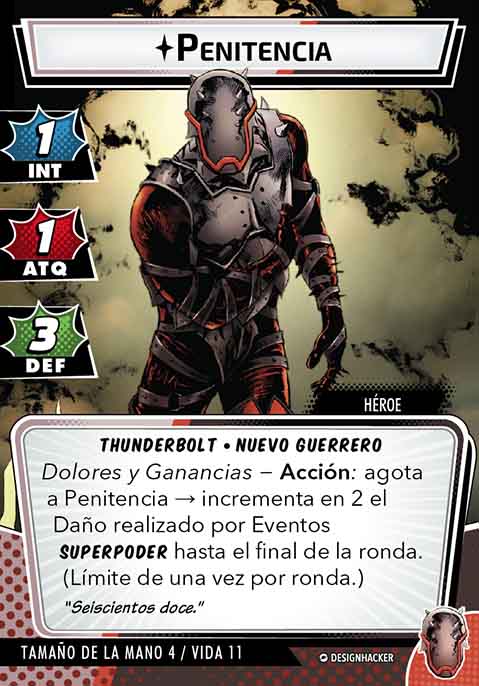 PENITENCIA
1
INT
1
ATQ
3
DEF
HÉROE
THUNDERBOLT • NUEVO GUERRERO
Dolores y Ganancias – Acción: agota
a Penitencia → incrementa en 2 el
Daño realizado por Eventos
SUPERPODER hasta el final de la ronda.
(Límite de una vez por ronda.)
"Seiscientos doce."
TAMAÑO DE LA MANO 4 / VIDA 11
DESIGNHACKER